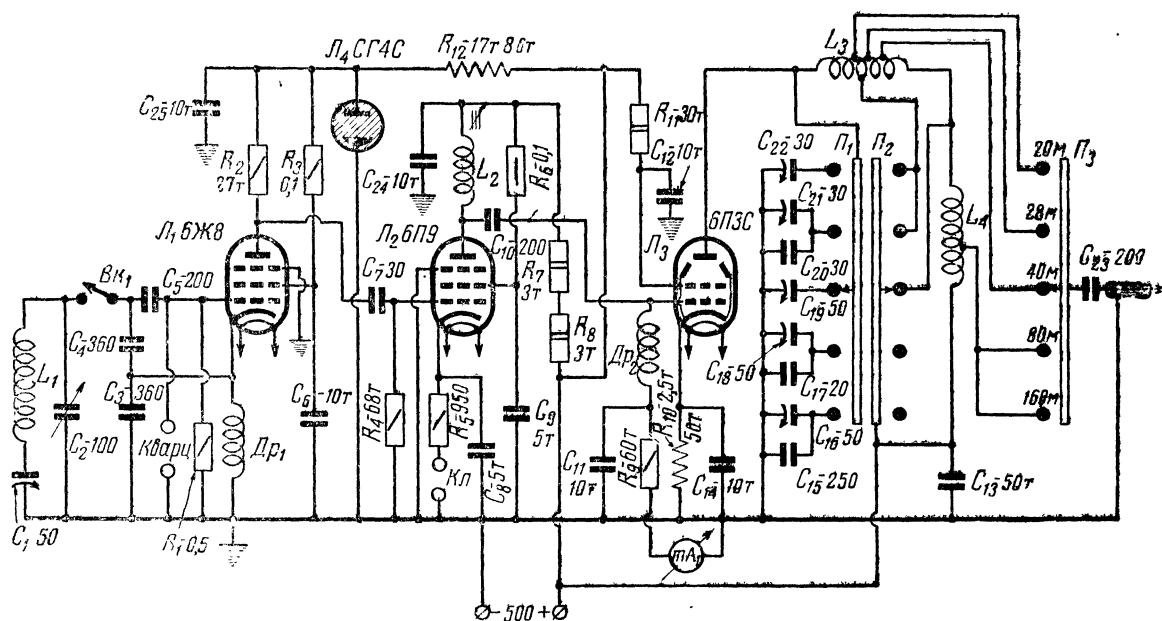 Л₄ СГ4С
R₁₂-17т 8вт
L₃
C₂₅-10т
R₂ 27т
R₃ 0,1
C₂₄-10т
L₂
R₆-0,1
R₁₁-30т
C₁₂-10т
6П3С
C₂₂-30
П₁
П₂
20м
П₃
C₂₁-30
28м
Л₁ 6Ж8
Л₂ 6П9
C₁₀-200
Л₃
L₄
Вк₁
C₅-200
C₇-30
R₇ 3т
C₂₀-30
40м
C₂₃-200
C₁₉-50
L₁
C₄-360
R₈ 3т
Др₂
C₁₈-50
80м
C₃-360
C₆-10т
R₄-68т
R₅-950
C₉ 5т
R₁₀-2,5т
50т
C₁₇-20
160м
C₂-100
Кварц
Др₁
Кл
C₈-5т
C₁₁ 10т
R₉-60т
C₁₄-10т
C₁₆-50
C₁₅-250
C₁₃-50т
C₁ 50
R₁-0,5
mA₁
- 500 +